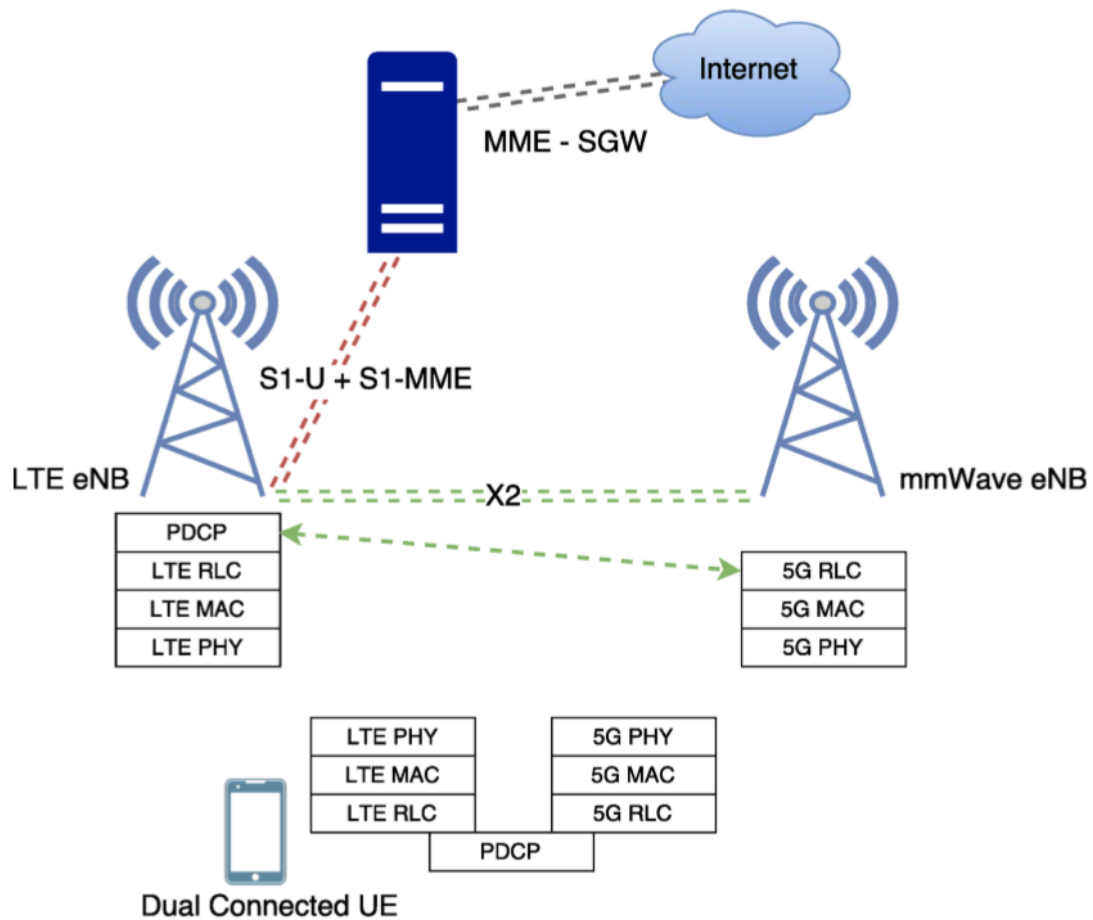 Internet
MME - SGW
S1-U + S1-MME
LTE eNB
X2
mmWave eNB
PDCP
LTE RLC
LTE MAC
LTE PHY
5G RLC
5G MAC
5G PHY
LTE PHY
LTE MAC
LTE RLC
5G PHY
5G MAC
5G RLC
PDCP
Dual Connected UE